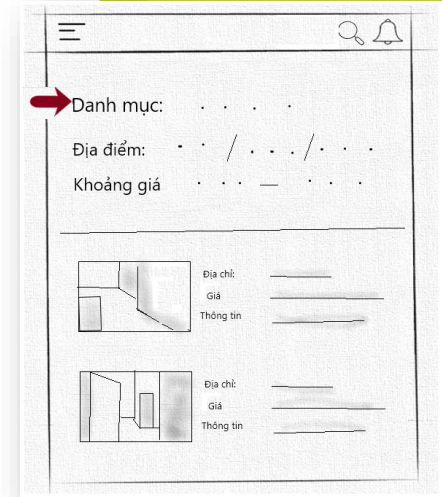 Danh mục: . . . .
Địa điểm: . . / . . . / . . .
Khoảng giá . . . — . . .
Địa chỉ:
Giá
Thông tin
Địa chỉ:
Giá
Thông tin